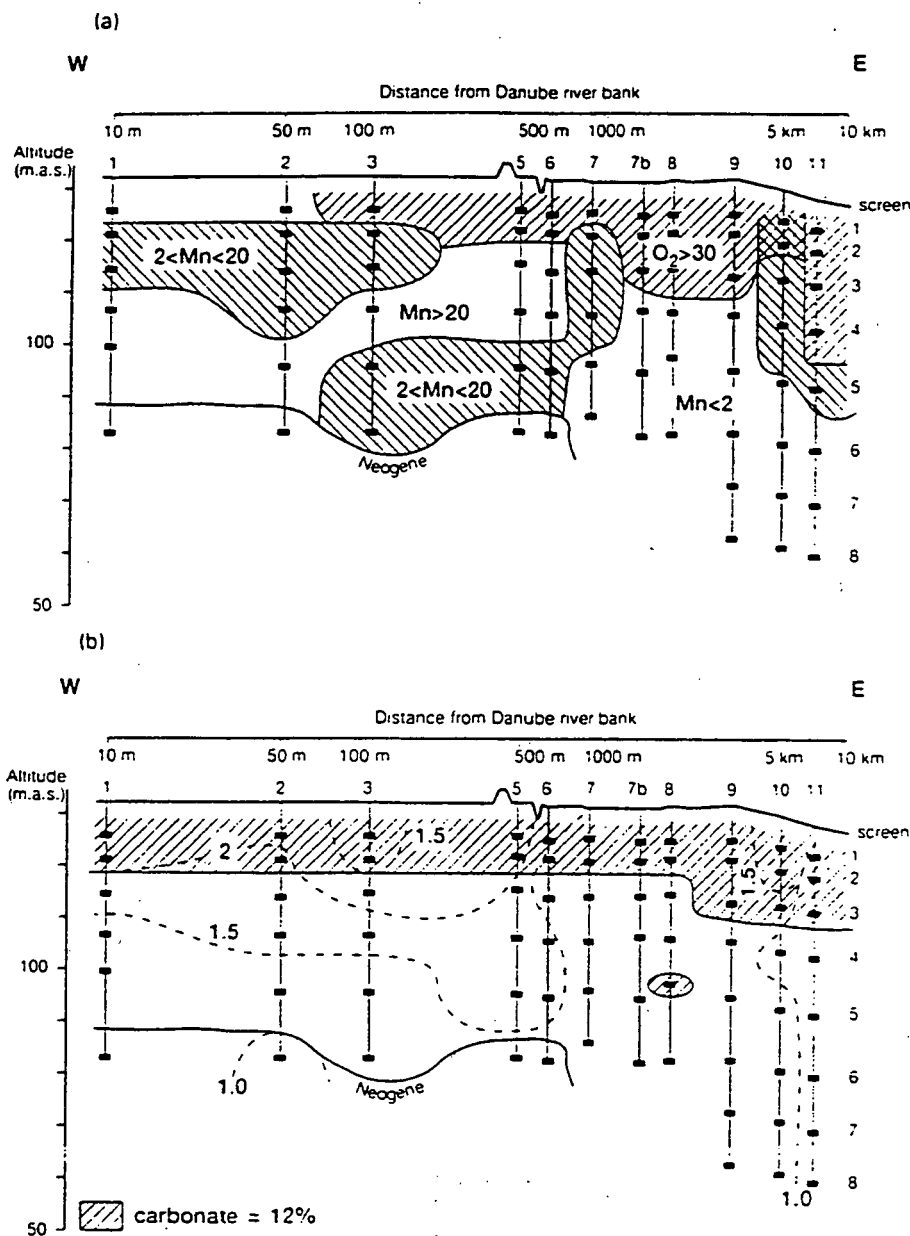 (a)
W E
Distance from Danube river bank
10 m 50 m 100 m 500 m 1000 m 5 km 10 km
Altitude
(m.a.s.)
1 2 3 5 6 7 7b 8 9 10 11
screen
2<Mn<20
O2>30
1
2
3
Mn>20
4
100
2<Mn<20
Mn<2
5
Neogene
6
7
8
50
(b)
W E
Distance from Danube river bank
10 m 50 m 100 m 500 m 1000 m 5 km 10 km
Altitude
(m.a.s.)
1 2 3 5 6 7 7b 8 9 10 11
screen
2 1.5 1.5
1
2
3
1.5
100
4
5
1.0
Neogene
6
7
8
1.0
carbonate = 12%
50